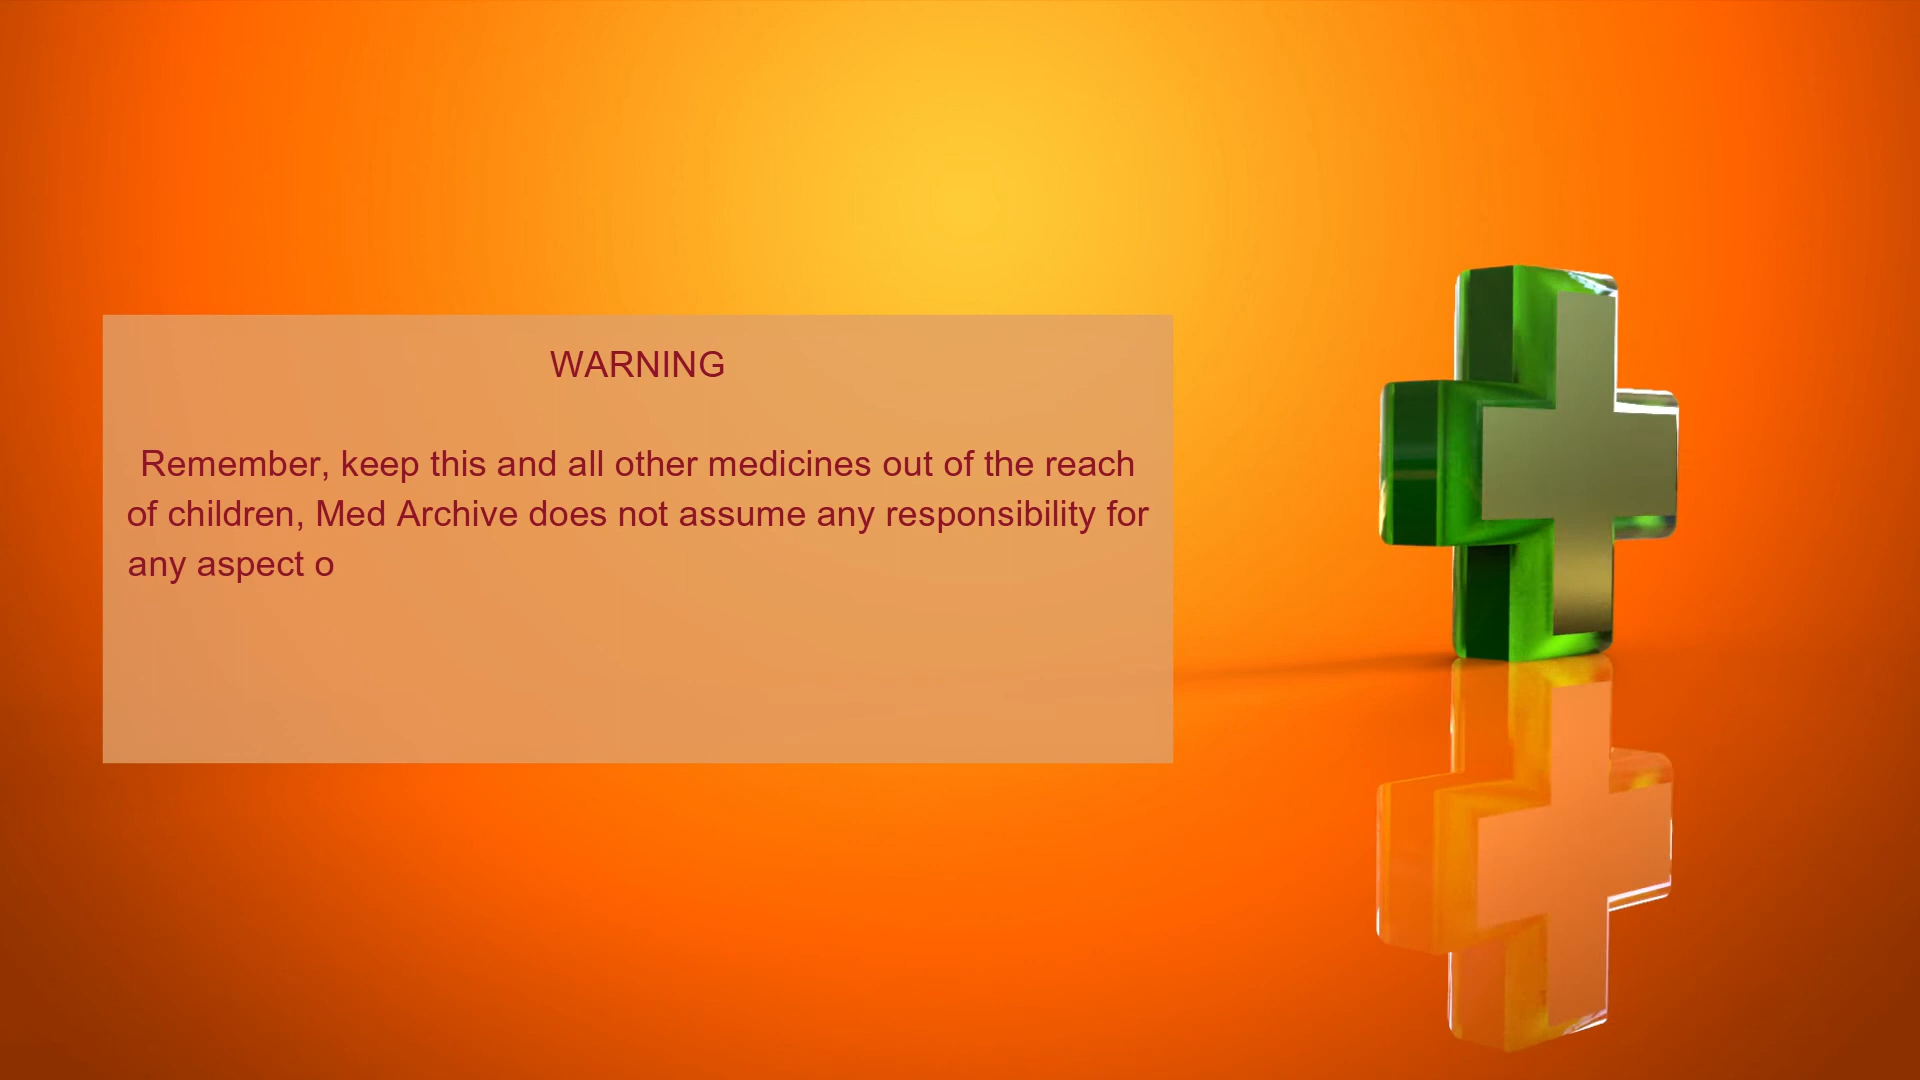 WARNING
Remember, keep this and all other medicines out of the reach
of children, Med Archive does not assume any responsibility for
any aspect o